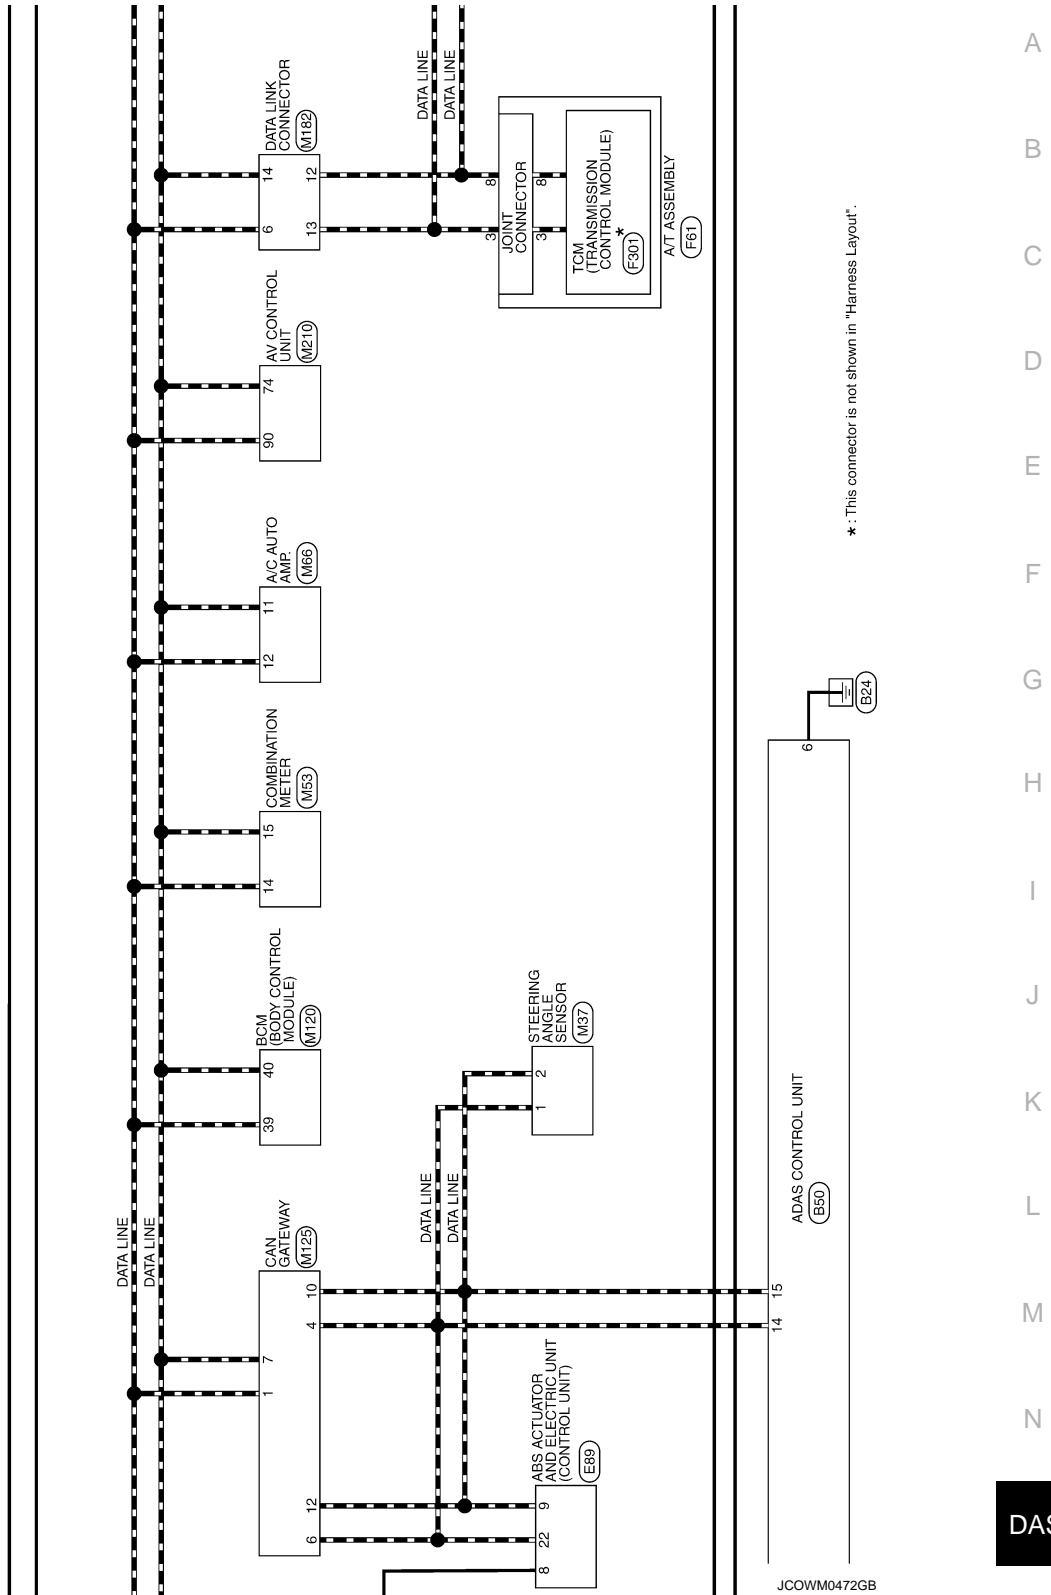 A
B
C
D
E
F
G
H
I
J
K
L
M
N
DAS
DATA LINK
CONNECTOR
M182
14
12
6
13
DATA LINE
DATA LINE
8
3
JOINT
CONNECTOR
8
3
TCM
(TRANSMISSION
CONTROL MODULE)
*
F301
A/T ASSEMBLY
F61
AV CONTROL
UNIT
M210
74
90
A/C AUTO
AMP.
M66
11
12
COMBINATION
METER
M53
15
14
BCM
(BODY CONTROL
MODULE)
M120
40
39
STEERING
ANGLE
SENSOR
M37
2
1
DATA LINE
DATA LINE
CAN
GATEWAY
M125
10
4
7
1
12
6
DATA LINE
DATA LINE
ABS ACTUATOR
AND ELECTRIC UNIT
(CONTROL UNIT)
E89
9
22
8
ADAS CONTROL UNIT
B50
15
14
6
B24
* : This connector is not shown in "Harness Layout".
JCOWM0472GB